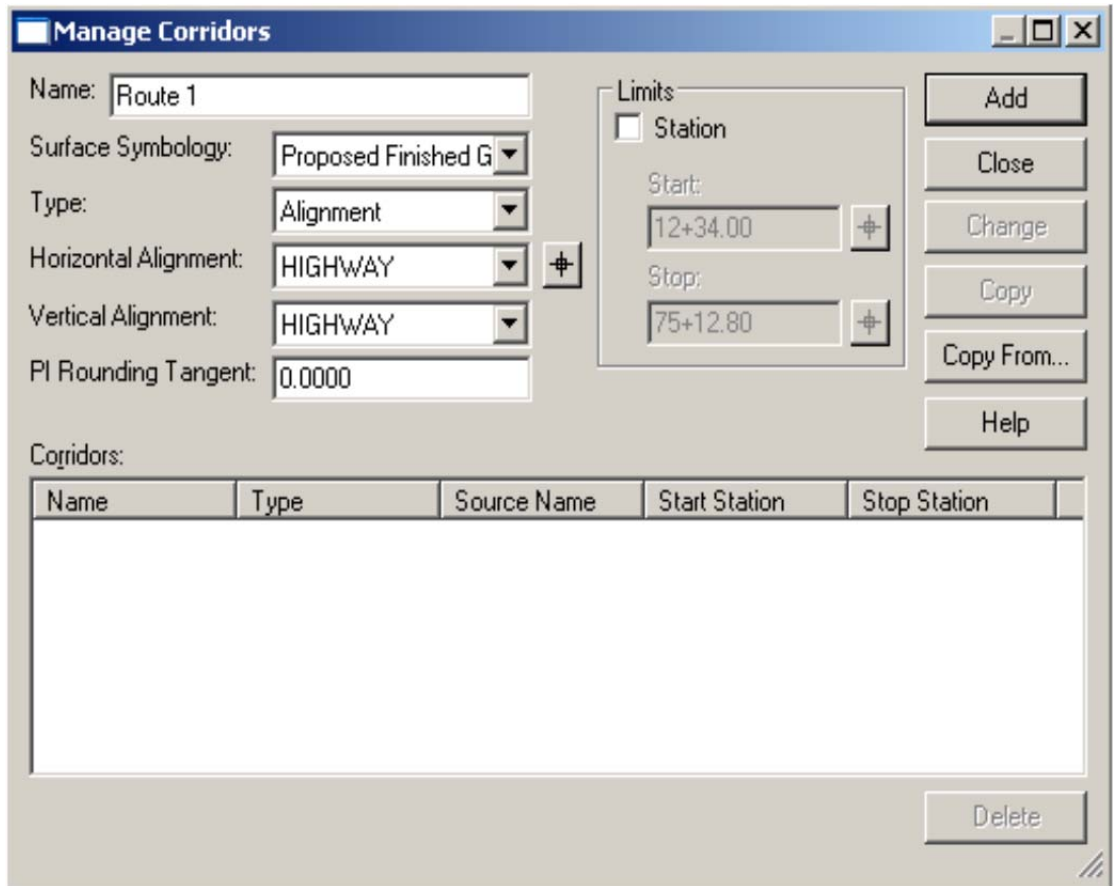 Manage Corridors
Name: Route 1
Surface Symbology: Proposed Finished G
Type: Alignment
Horizontal Alignment: HIGHWAY
Vertical Alignment: HIGHWAY
PI Rounding Tangent: 0.0000
Limits
Station
Start:
12+34.00
Stop:
75+12.80
Add
Close
Change
Copy
Copy From...
Help
Corridors:
Name Type Source Name Start Station Stop Station
Delete